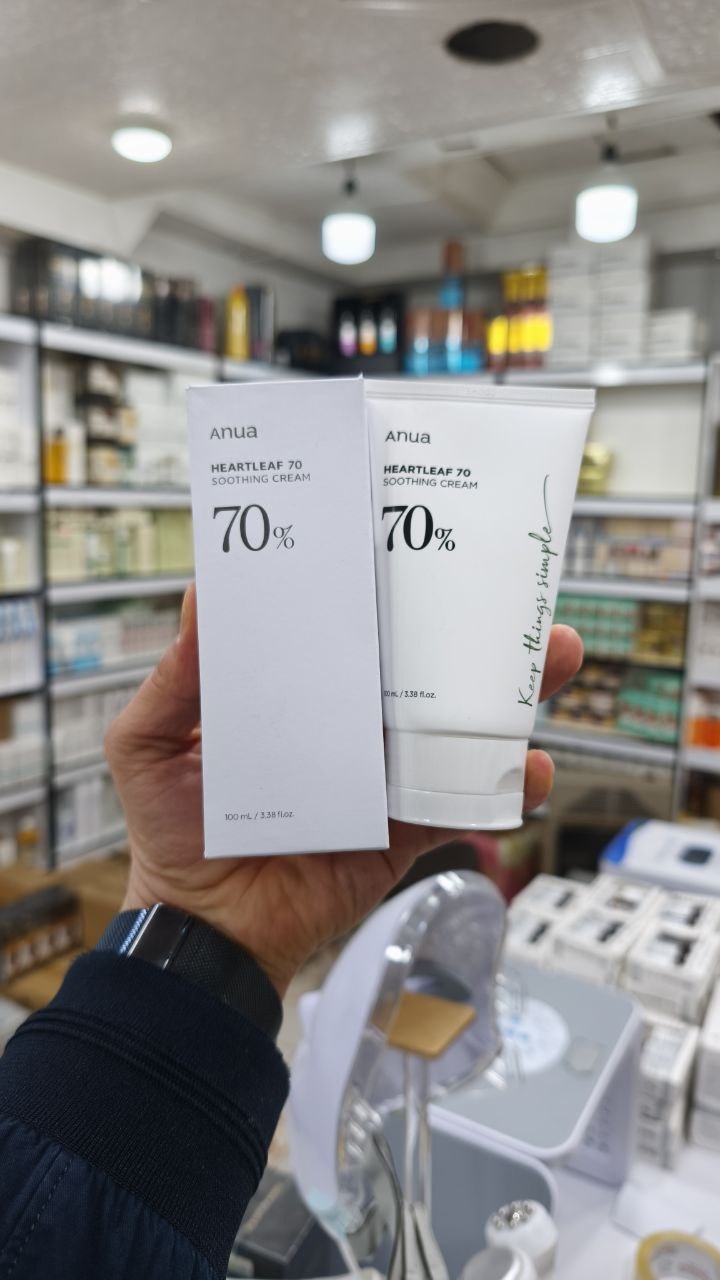 Anua
HEARTLEAF 70
SOOTHING CREAM
70%
100 mL / 3.38 fl.oz.
Anua
HEARTLEAF 70
SOOTHING CREAM
70%
Keep things simple
mL / 3.38 fl.oz.